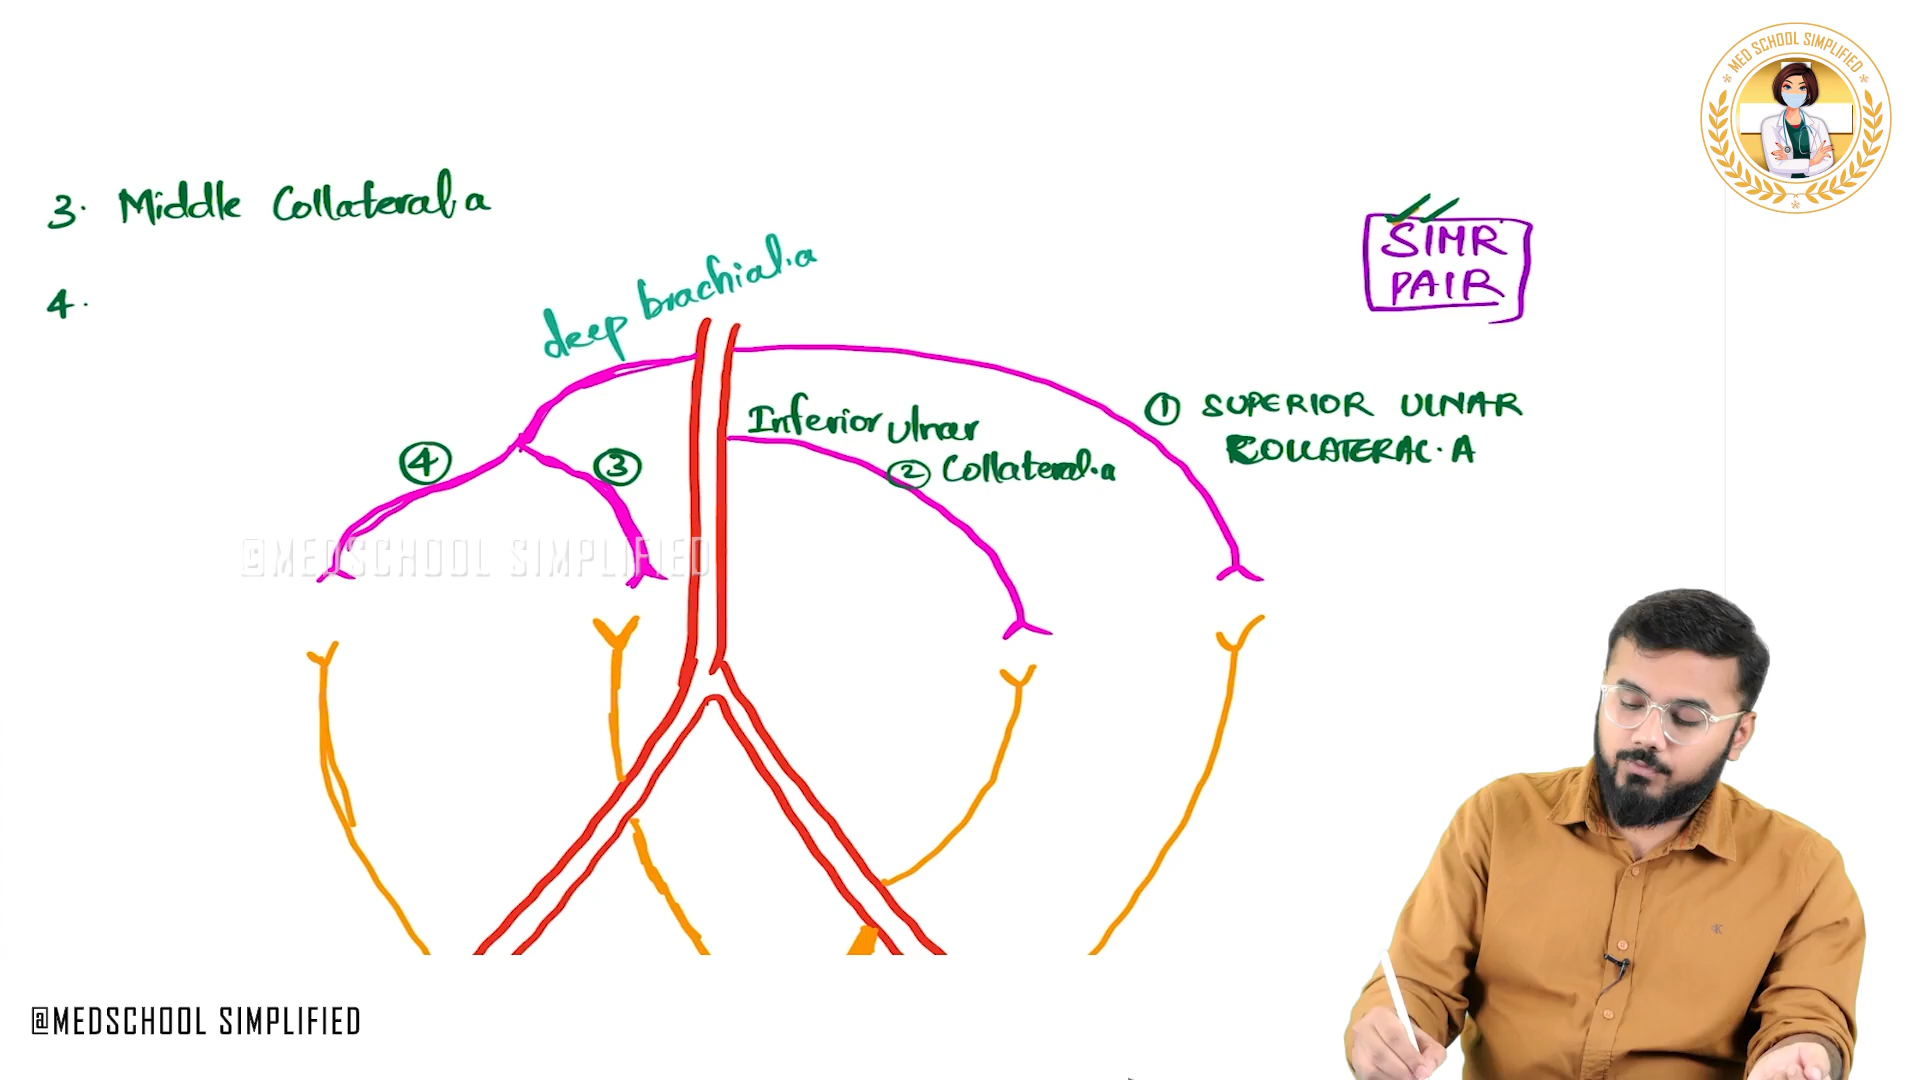 MED SCHOOL SIMPLIFIED
3. Middle Collateral.a
SIMR
PAIR
4.
deep brachial.a
① SUPERIOR ULNAR
COLLATERAL.A
Inferior ulnar
② Collateral.a
④
③
@MEDSCHOOL SIMPLIFIED
@MEDSCHOOL SIMPLIFIED